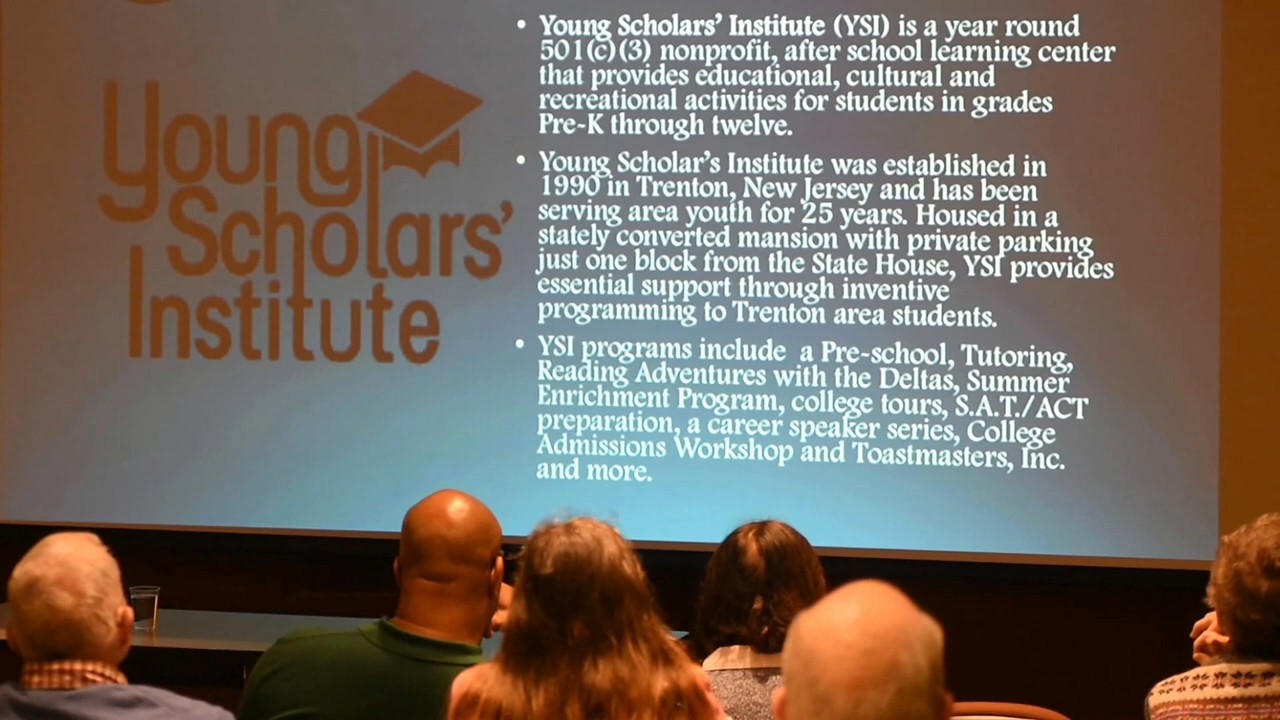 Young
Scholars'
Institute
• Young Scholars' Institute (YSI) is a year round
501(c)(3) nonprofit, after school learning center
that provides educational, cultural and
recreational activities for students in grades
Pre-K through twelve.
• Young Scholar's Institute was established in
1990 in Trenton, New Jersey and has been
serving area youth for 25 years. Housed in a
stately converted mansion with private parking
just one block from the State House, YSI provides
essential support through inventive
programming to Trenton area students.
• YSI programs include a Pre-school, Tutoring,
Reading Adventures with the Deltas, Summer
Enrichment Program, college tours, S.A.T./ACT
preparation, a career speaker series, College
Admissions Workshop and Toastmasters, Inc.
and more.